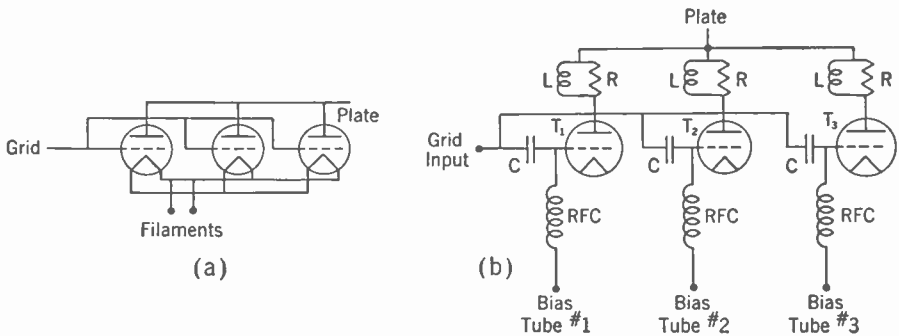 Plate
Grid
Filaments
(a)
Plate
L R L R L R
T1 T2 T3
Grid
Input
C C C
RFC RFC RFC
(b)
Bias
Tube #1
Bias
Tube #2
Bias
Tube #3